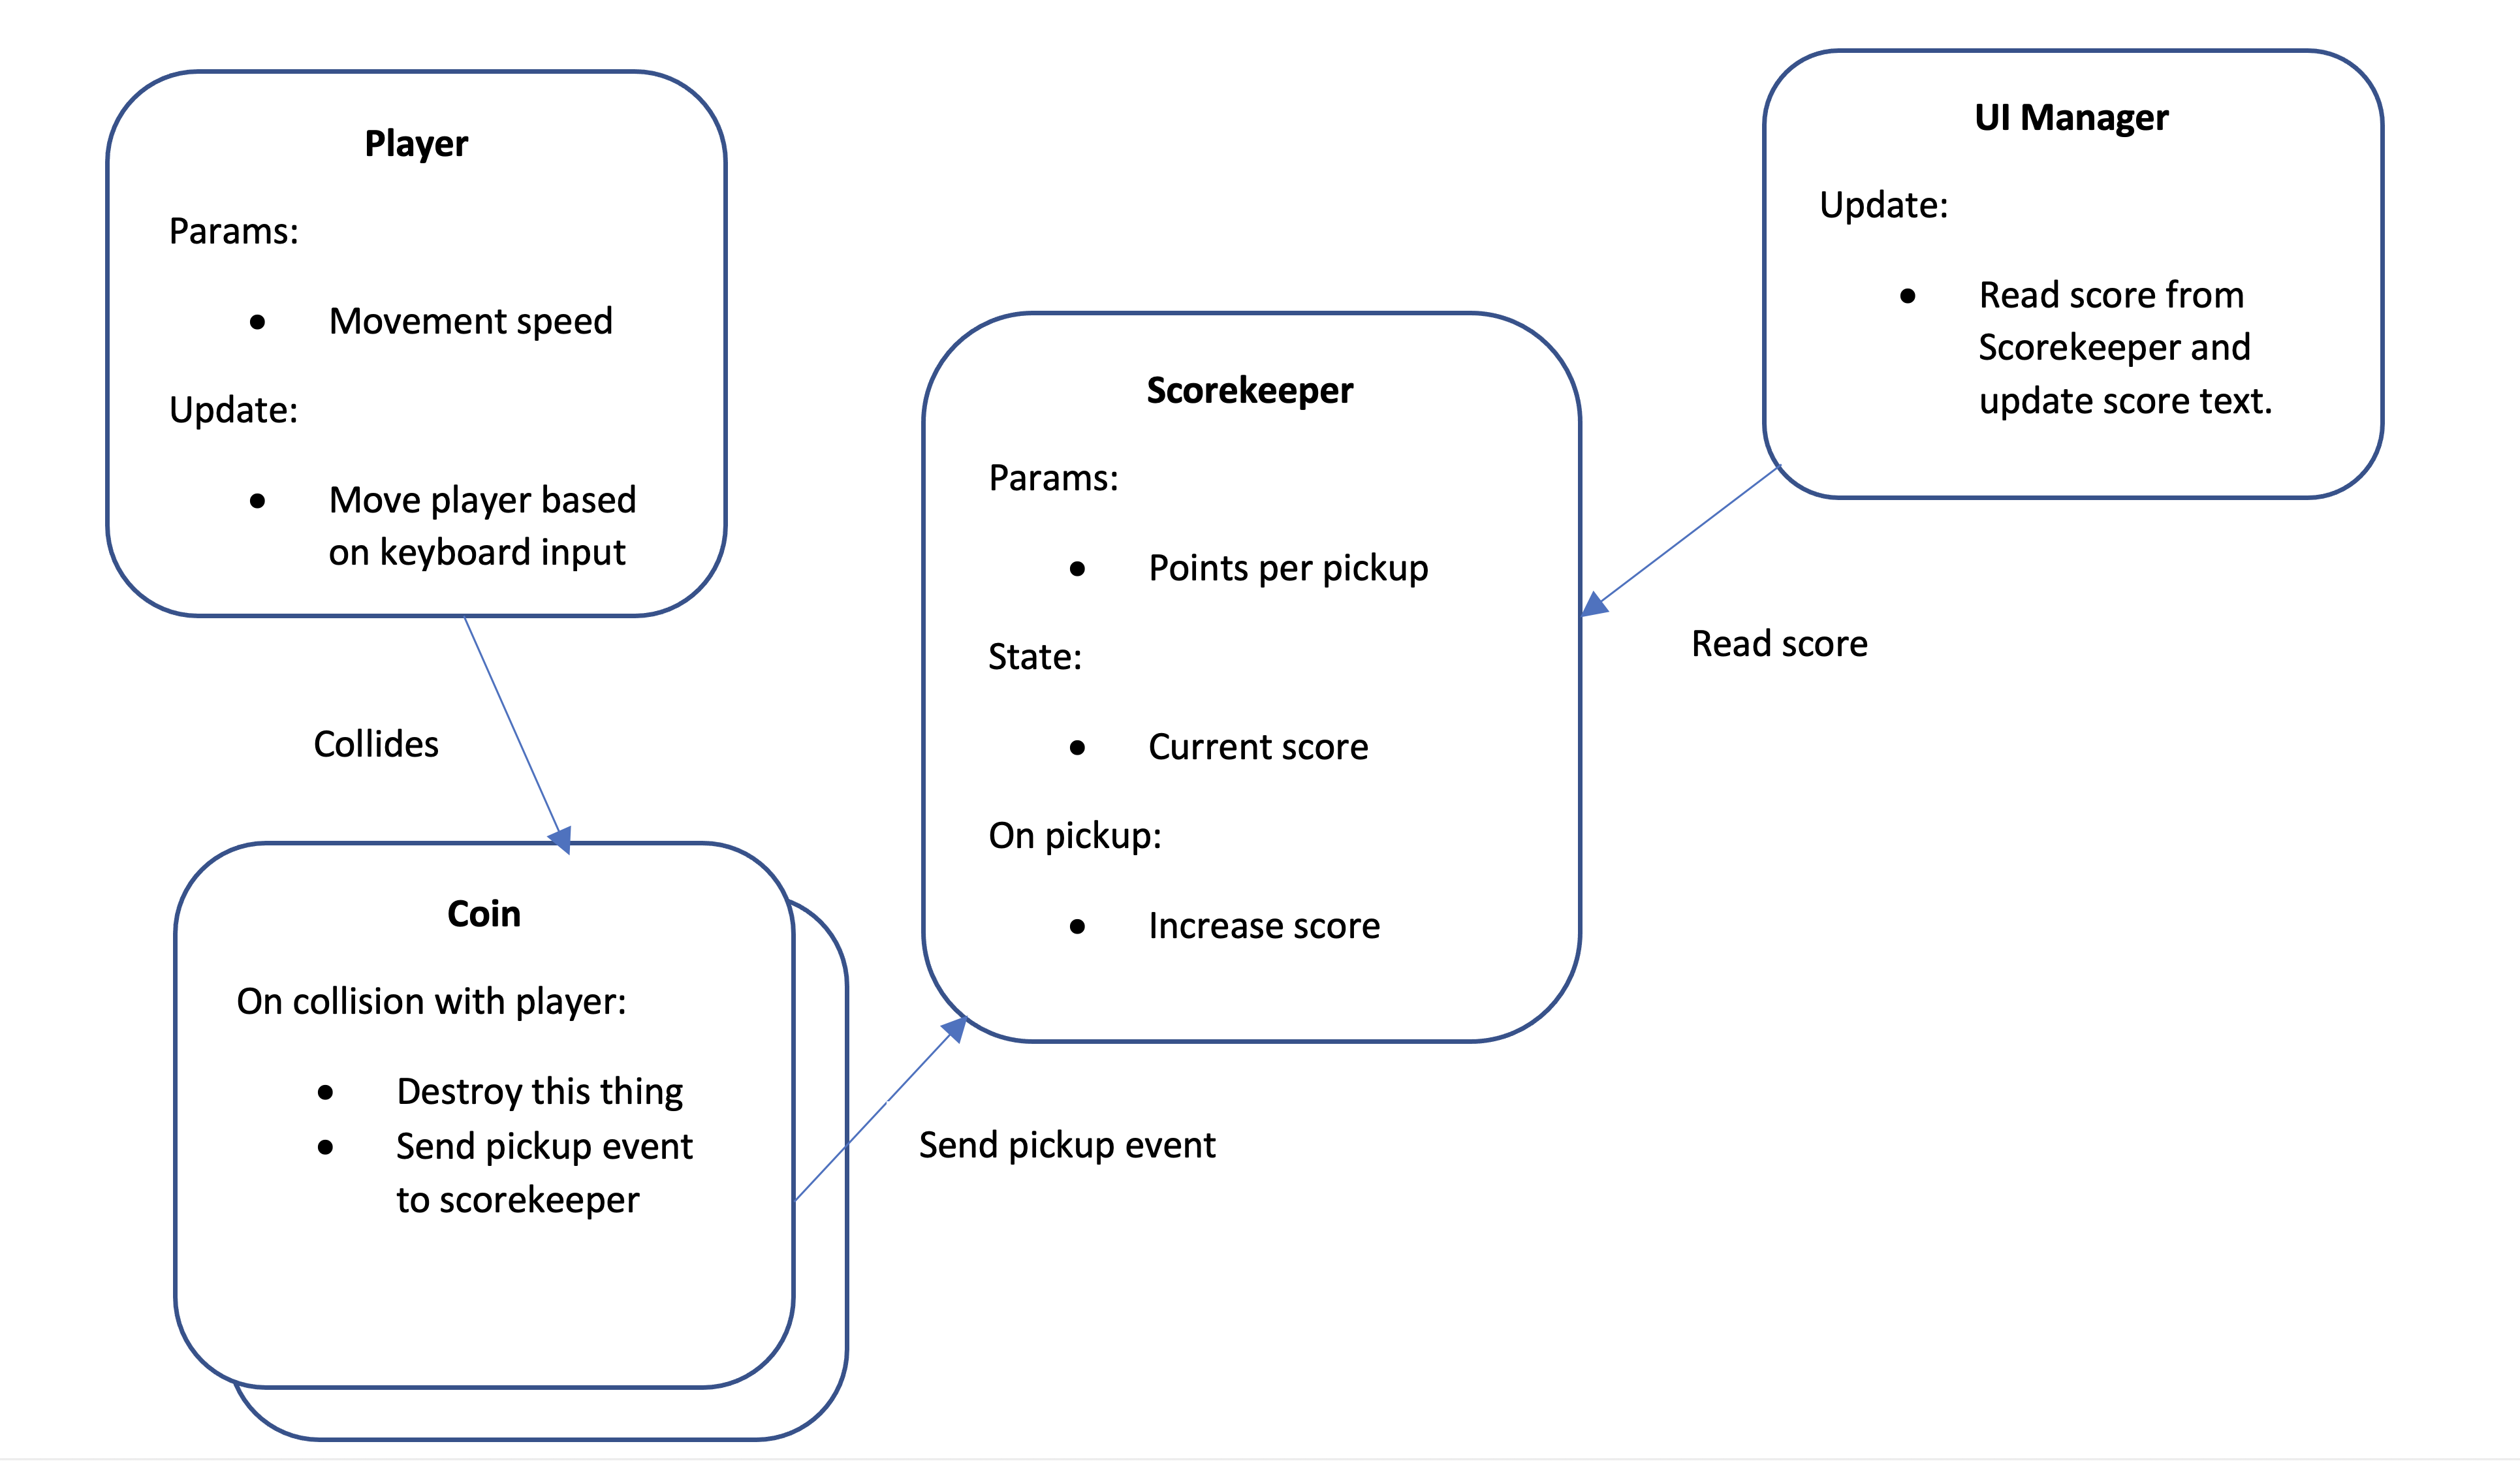 Player
Params:
• Movement speed
Update:
• Move player based
on keyboard input
Collides
Coin
On collision with player:
• Destroy this thing
• Send pickup event
to scorekeeper
Send pickup event
Scorekeeper
Params:
• Points per pickup
State:
• Current score
On pickup:
• Increase score
UI Manager
Update:
• Read score from
Scorekeeper and
update score text.
Read score